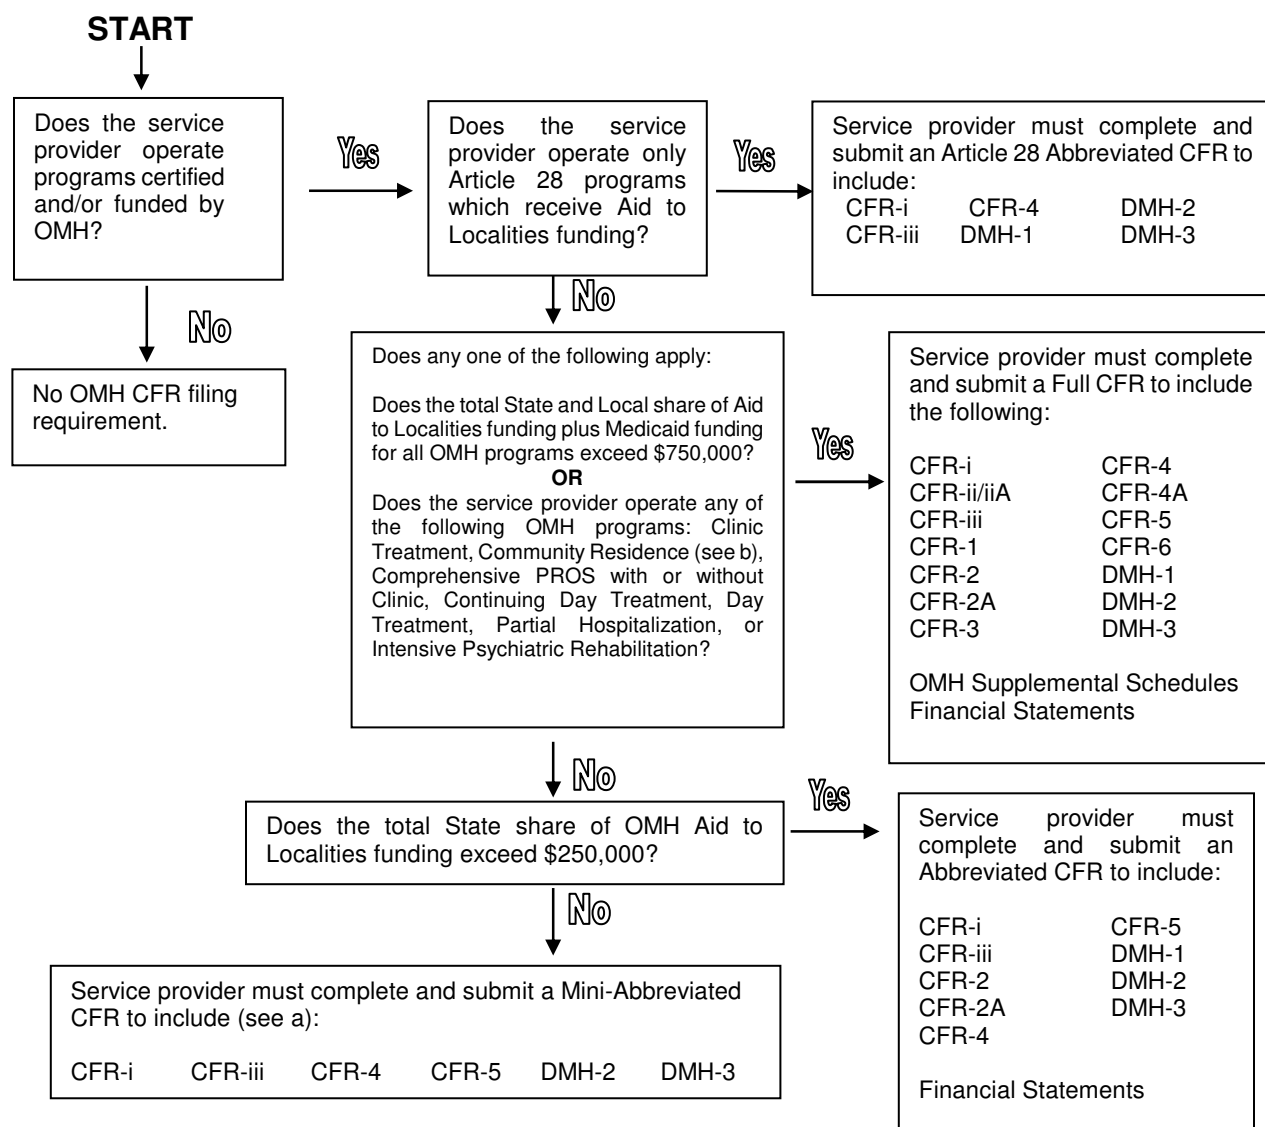 START
Does the service
provider operate
programs certified
and/or funded by
OMH?
Yes
Does the service
provider operate only
Article 28 programs
which receive Aid to
Localities funding?
Yes
Service provider must complete and
submit an Article 28 Abbreviated CFR to
include:
CFR-i CFR-4 DMH-2
CFR-iii DMH-1 DMH-3
No
No OMH CFR filing
requirement.
No
Does any one of the following apply:
Does the total State and Local share of Aid
to Localities funding plus Medicaid funding
for all OMH programs exceed $750,000?
OR
Does the service provider operate any of
the following OMH programs: Clinic
Treatment, Community Residence (see b),
Comprehensive PROS with or without
Clinic, Continuing Day Treatment, Day
Treatment, Partial Hospitalization, or
Intensive Psychiatric Rehabilitation?
Yes
Service provider must complete
and submit a Full CFR to include
the following:
CFR-i CFR-4
CFR-ii/iiA CFR-4A
CFR-iii CFR-5
CFR-1 CFR-6
CFR-2 DMH-1
CFR-2A DMH-2
CFR-3 DMH-3
OMH Supplemental Schedules
Financial Statements
No
Does the total State share of OMH Aid to
Localities funding exceed $250,000?
Yes
Service provider must
complete and submit an
Abbreviated CFR to include:
CFR-i CFR-5
CFR-iii DMH-1
CFR-2 DMH-2
CFR-2A DMH-3
CFR-4
Financial Statements
No
Service provider must complete and submit a Mini-Abbreviated
CFR to include (see a):
CFR-i CFR-iii CFR-4 CFR-5 DMH-2 DMH-3